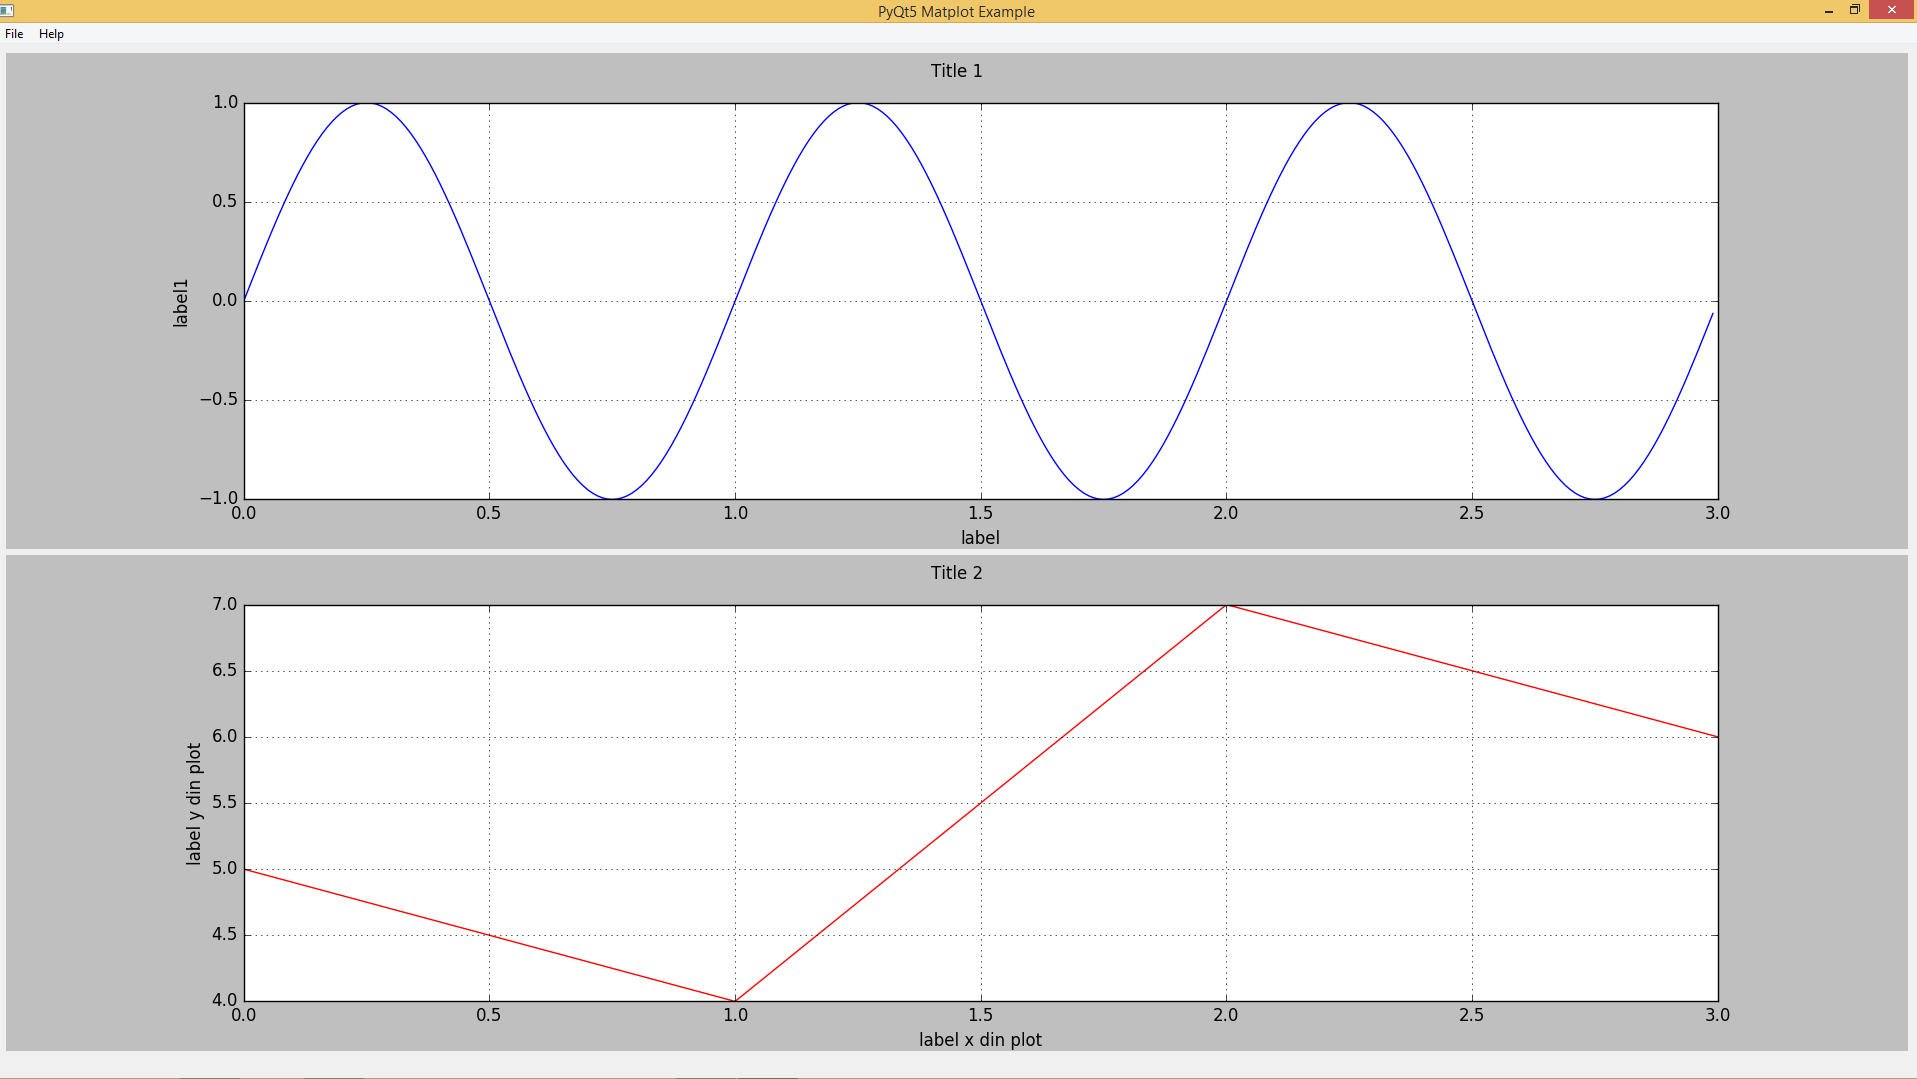 PyQt5 Matplot Example
File Help
Title 1
1.0
0.5
0.0
−0.5
−1.0
label1
0.0 0.5 1.0 1.5 2.0 2.5 3.0
label
Title 2
7.0
6.5
6.0
5.5
5.0
4.5
4.0
label y din plot
0.0 0.5 1.0 1.5 2.0 2.5 3.0
label x din plot